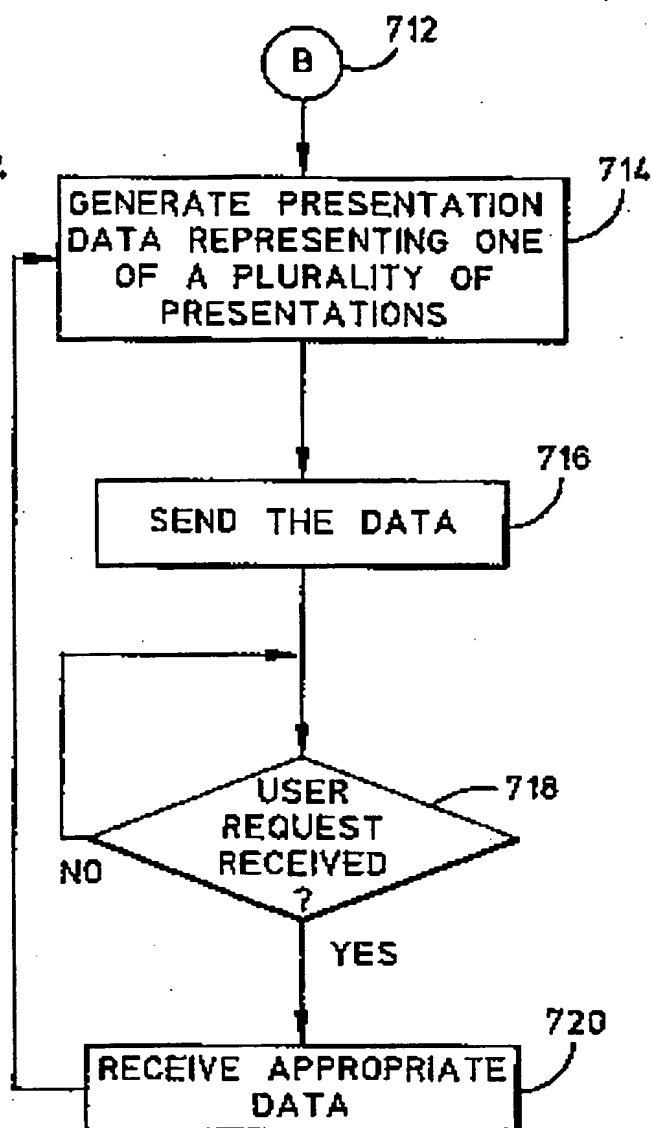 712
B
714
GENERATE PRESENTATION
DATA REPRESENTING ONE
OF A PLURALITY OF
PRESENTATIONS
716
SEND THE DATA
718
USER
REQUEST
RECEIVED
?
NO
YES
720
RECEIVE APPROPRIATE
DATA